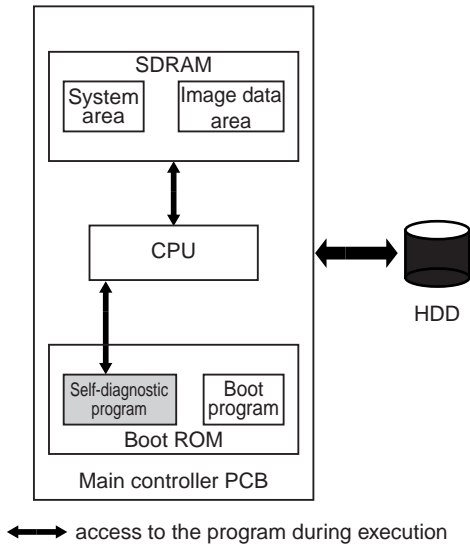 SDRAM
System
area
Image data
area
CPU
HDD
Self-diagnostic
program
Boot
program
Boot ROM
Main controller PCB
access to the program during execution